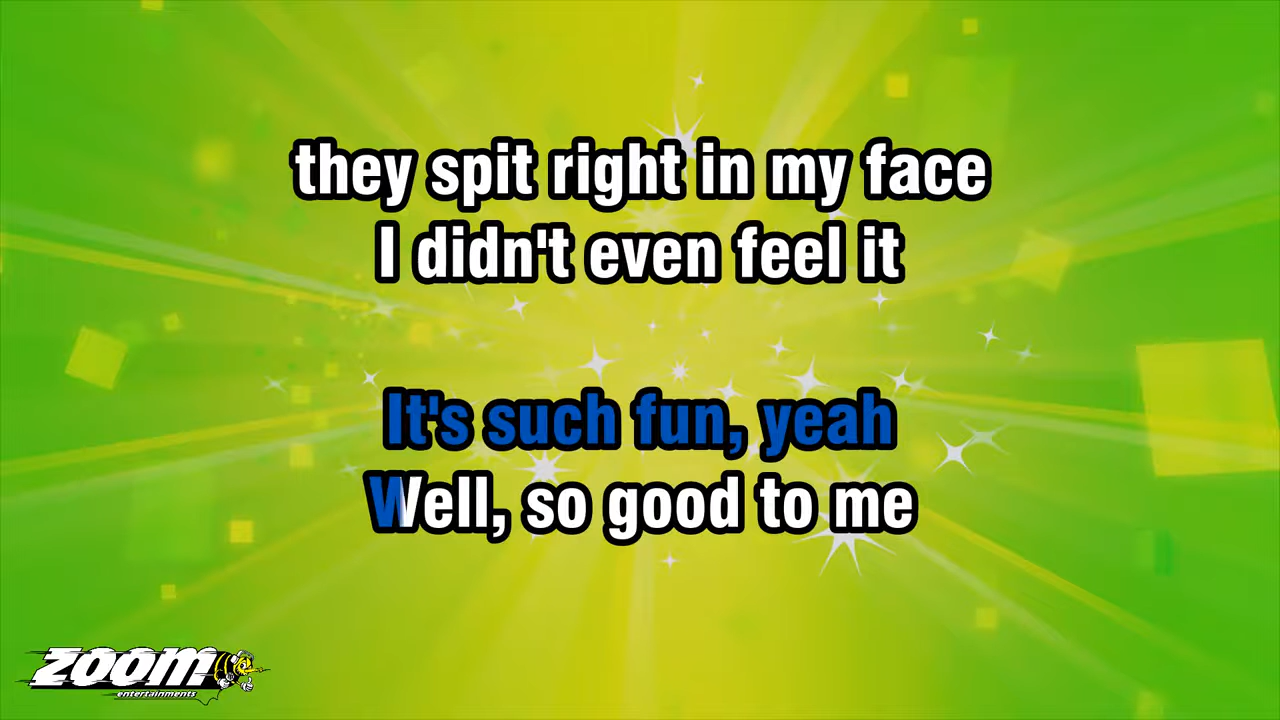 they spit right in my face
I didn't even feel it
It's such fun, yeah
Well, so good to me
zoom
entertainments